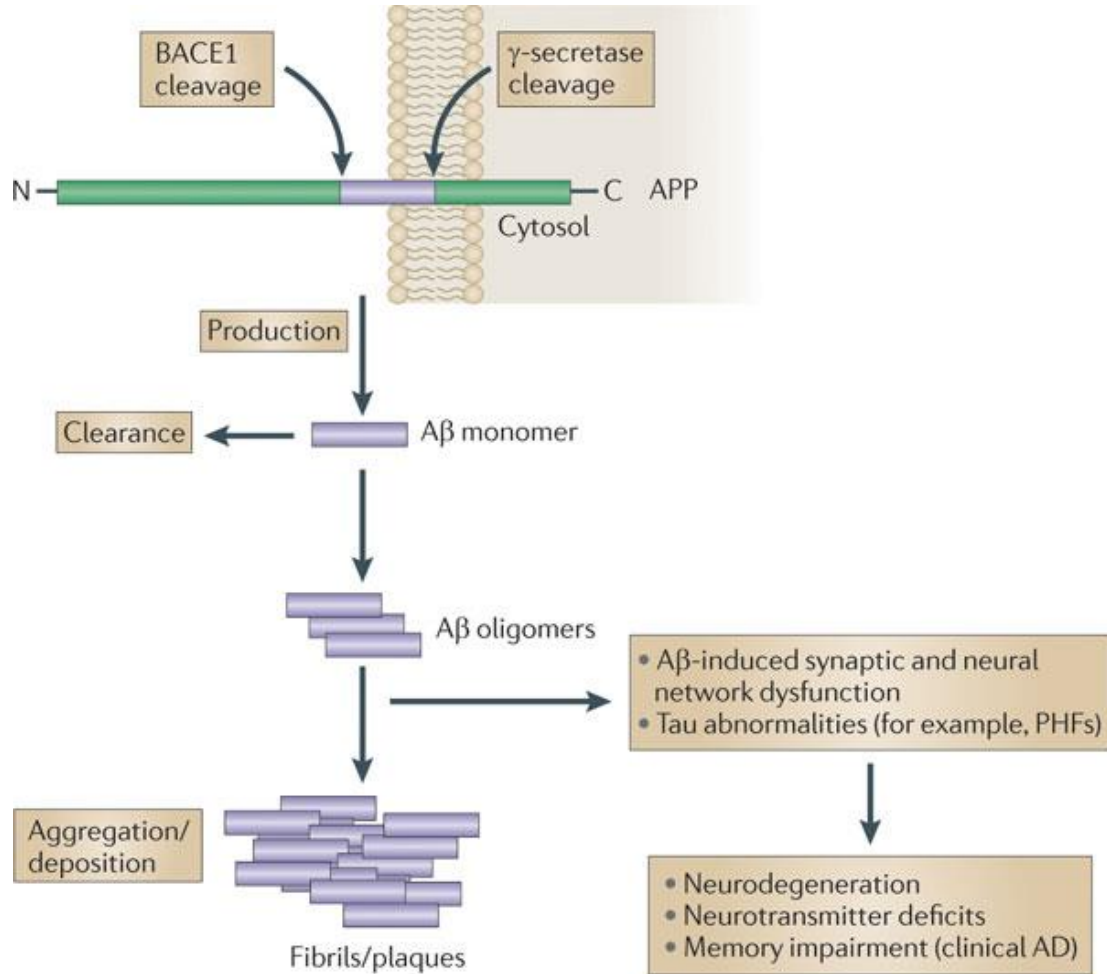 BACE1
cleavage
γ-secretase
cleavage
N
C
APP
Cytosol
Production
Clearance
Aβ monomer
Aβ oligomers
• Aβ-induced synaptic and neural
network dysfunction
• Tau abnormalities (for example, PHFs)
Aggregation/
deposition
Fibrils/plaques
• Neurodegeneration
• Neurotransmitter deficits
• Memory impairment (clinical AD)